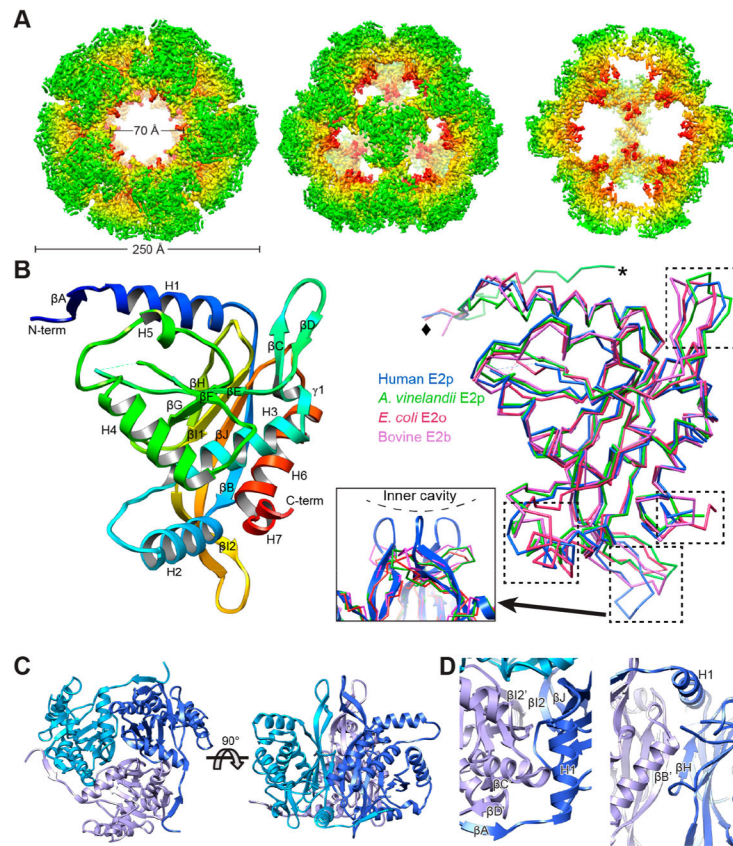 A
70 Å
250 Å
B
βA
H1
N-term
H5
βC
βD
βH
βF
βE
γ1
βG
H3
H4
βI1
βJ
H6
βB
C-term
H7
βI2
H2
*
♦
Human E2p
A. vinelandii E2p
E. coli E2o
Bovine E2b
Inner cavity
C
90°
D
βI2'
βI2
βJ
H1
βC
βD
βA
H1
βH
βB'